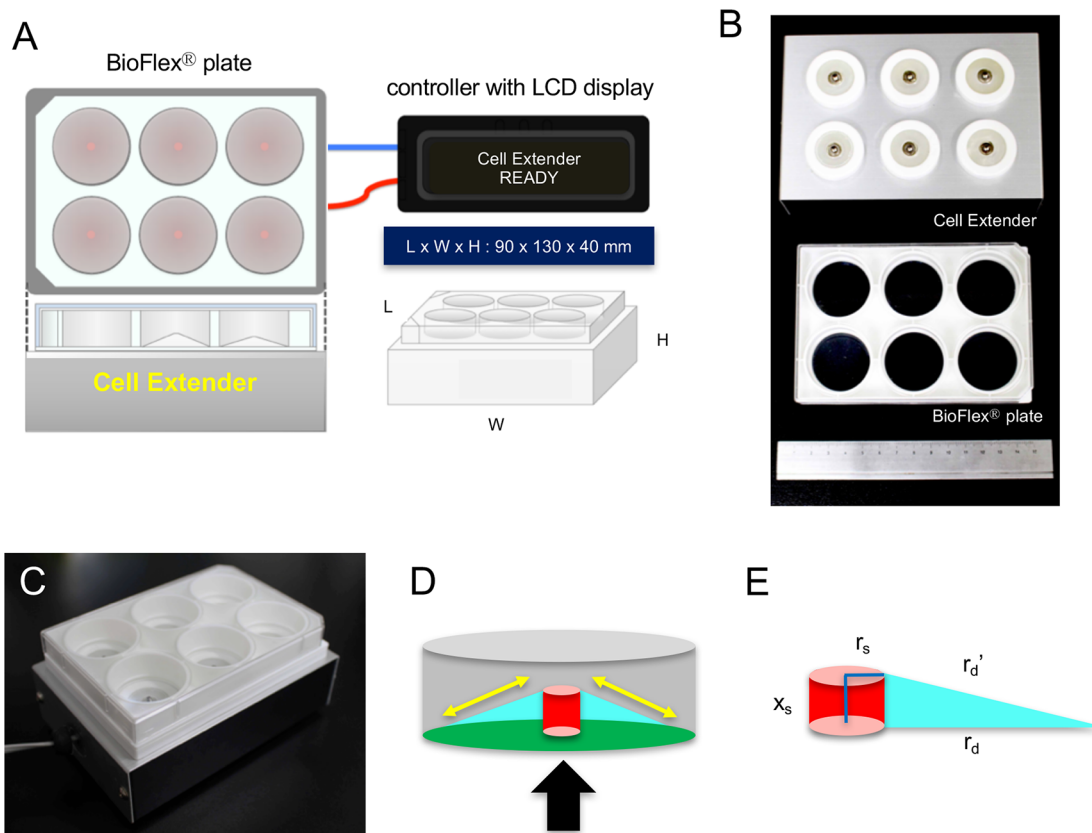 A
BioFlex® plate
controller with LCD display
Cell Extender
READY
L x W x H : 90 x 130 x 40 mm
L
H
W
Cell Extender
B
Cell Extender
BioFlex® plate
C
D
E
r_s
r_d'
x_s
r_d